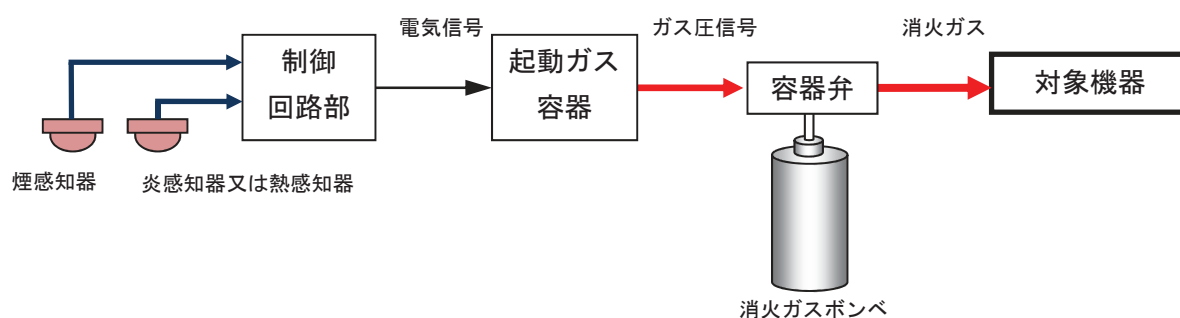 電気信号
ガス圧信号
消火ガス
制御
回路部
起動ガス
容器
容器弁
対象機器
煙感知器
炎感知器又は熱感知器
消火ガスボンベ